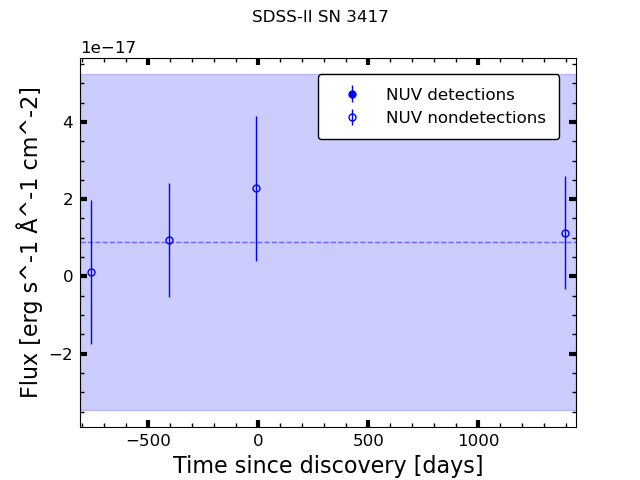 SDSS-II SN 3417
1e−17
NUV detections
NUV nondetections
4
2
0
−2
Flux [erg s^-1 Å^-1 cm^-2]
−500
0
500
1000
Time since discovery [days]